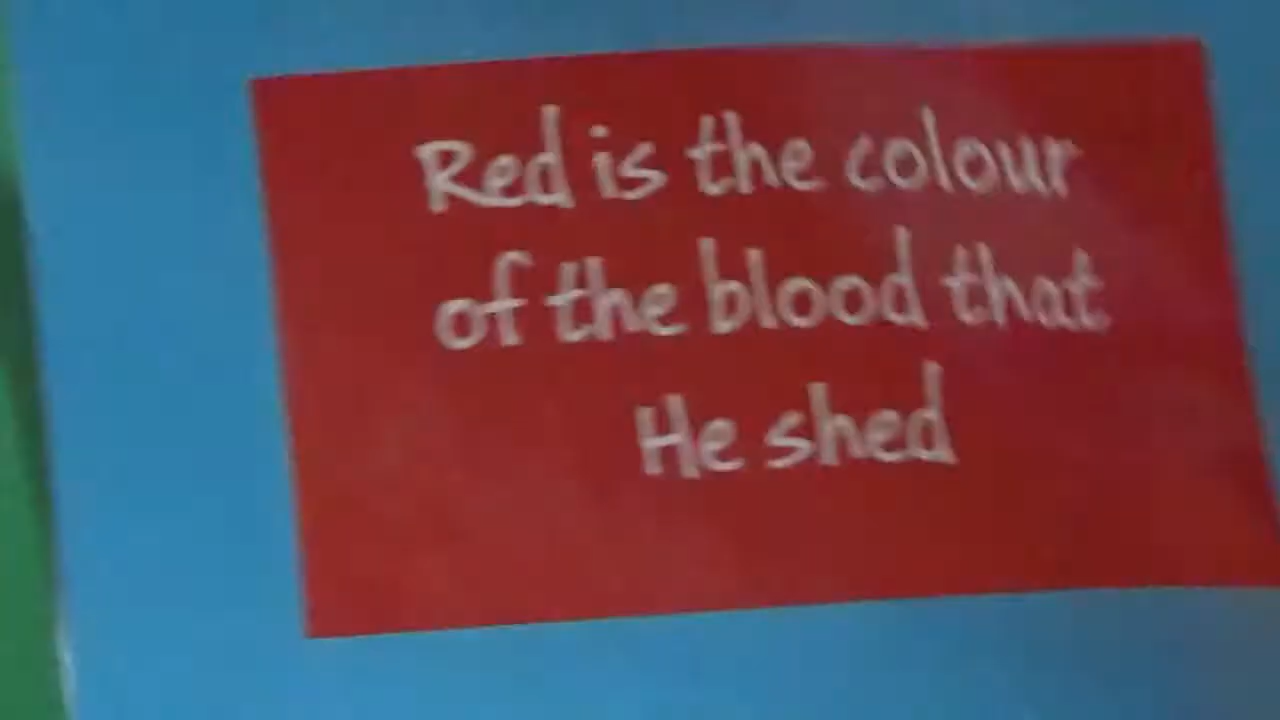 Red is the colour
of the blood that
He shed